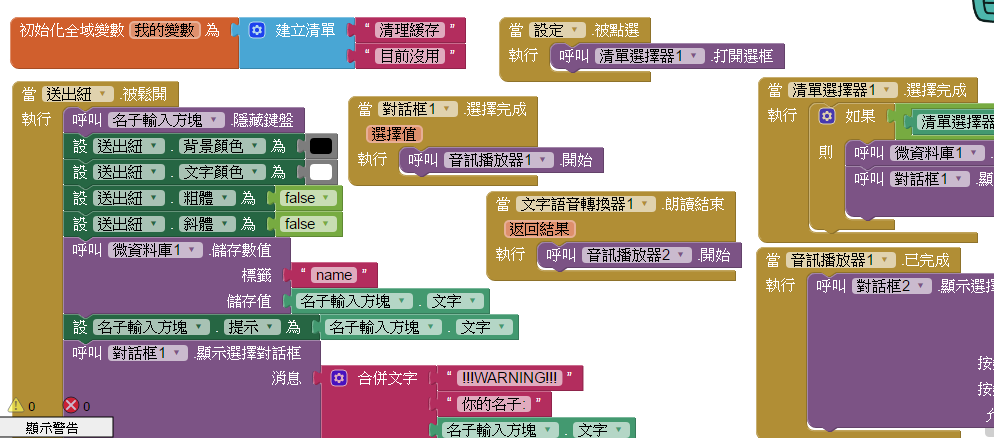 初始化全域變數 我的變數 為 建立清單 “ 清理緩存 ”
“ 目前沒用 ”
當 設定 .被點選
執行 呼叫 清單選擇器1 .打開選框
當 送出鈕 .被鬆開
執行 呼叫 名子輸入方塊 .隱藏鍵盤
設 送出鈕 . 背景顏色 為
設 送出鈕 . 文字顏色 為
設 送出鈕 . 粗體 為 false
設 送出鈕 . 斜體 為 false
呼叫 微資料庫1 .儲存數值
標籤 “ name ”
儲存值 名子輸入方塊 . 文字
設 名子輸入方塊 . 提示 為 名子輸入方塊 . 文字
呼叫 對話框1 .顯示選擇對話框
消息 合併文字 “ !!!WARNING!!! ”
“ 你的名子: ”
名子輸入方塊 . 文字
當 對話框1 .選擇完成
選擇值
執行 呼叫 音訊播放器1 .開始
當 文字語音轉換器1 .朗讀結束
返回結果
執行 呼叫 音訊播放器2 .開始
當 清單選擇器1 .選擇完成
執行 如果 清單選擇器
則 呼叫 微資料庫1 .
呼叫 對話框1 .顯
當 音訊播放器1 .已完成
執行 呼叫 對話框2 .顯示選擇
按
按
0 0
顯示警告